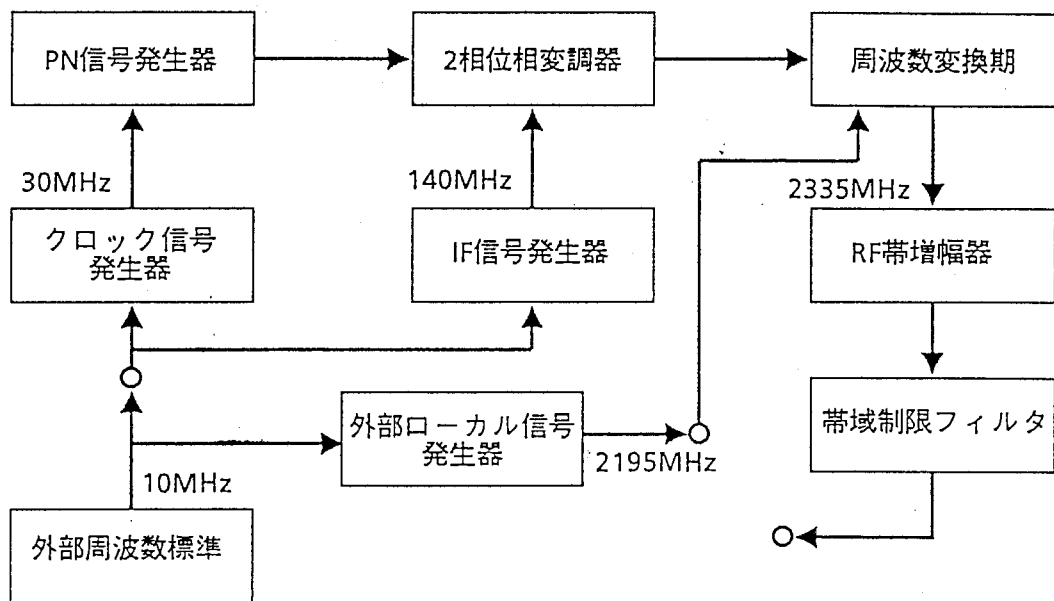 PN信号発生器
2相位相変調器
周波数変換期
30MHz
140MHz
2335MHz
クロック信号
発生器
IF信号発生器
RF帯増幅器
外部ローカル信号
発生器
帯域制限フィルタ
2195MHz
10MHz
外部周波数標準